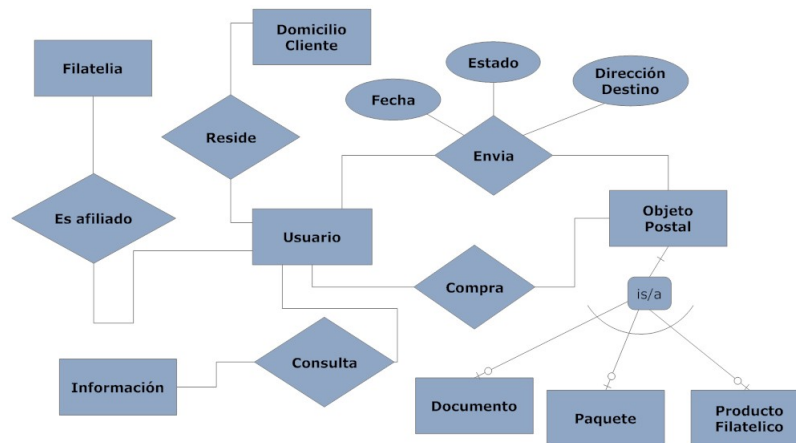 Domicilio
Cliente
Filatelia
Estado
Dirección
Destino
Fecha
Reside
Envia
Es afiliado
Usuario
Objeto
Postal
Compra
is/a
Consulta
Información
Documento
Paquete
Producto
Filatelico